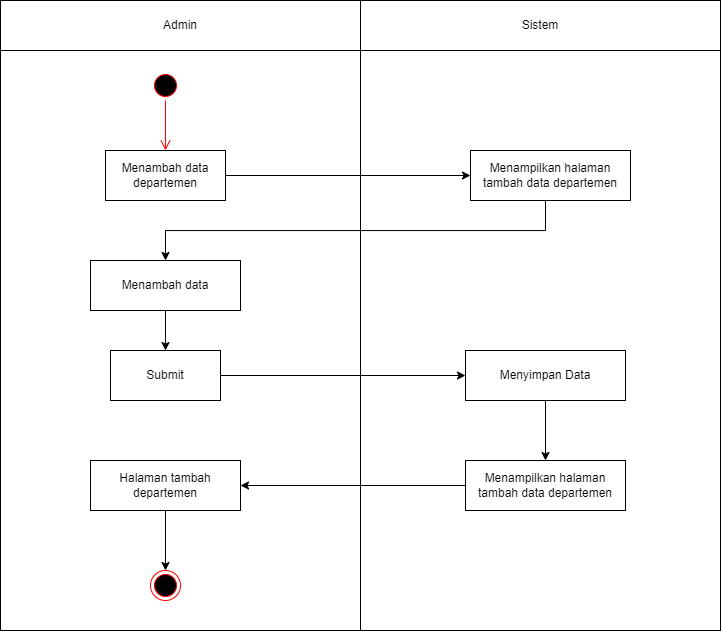 Admin
Sistem
Menambah data
departemen
Menampilkan halaman
tambah data departemen
Menambah data
Submit
Menyimpan Data
Halaman tambah
departemen
Menampilkan halaman
tambah data departemen